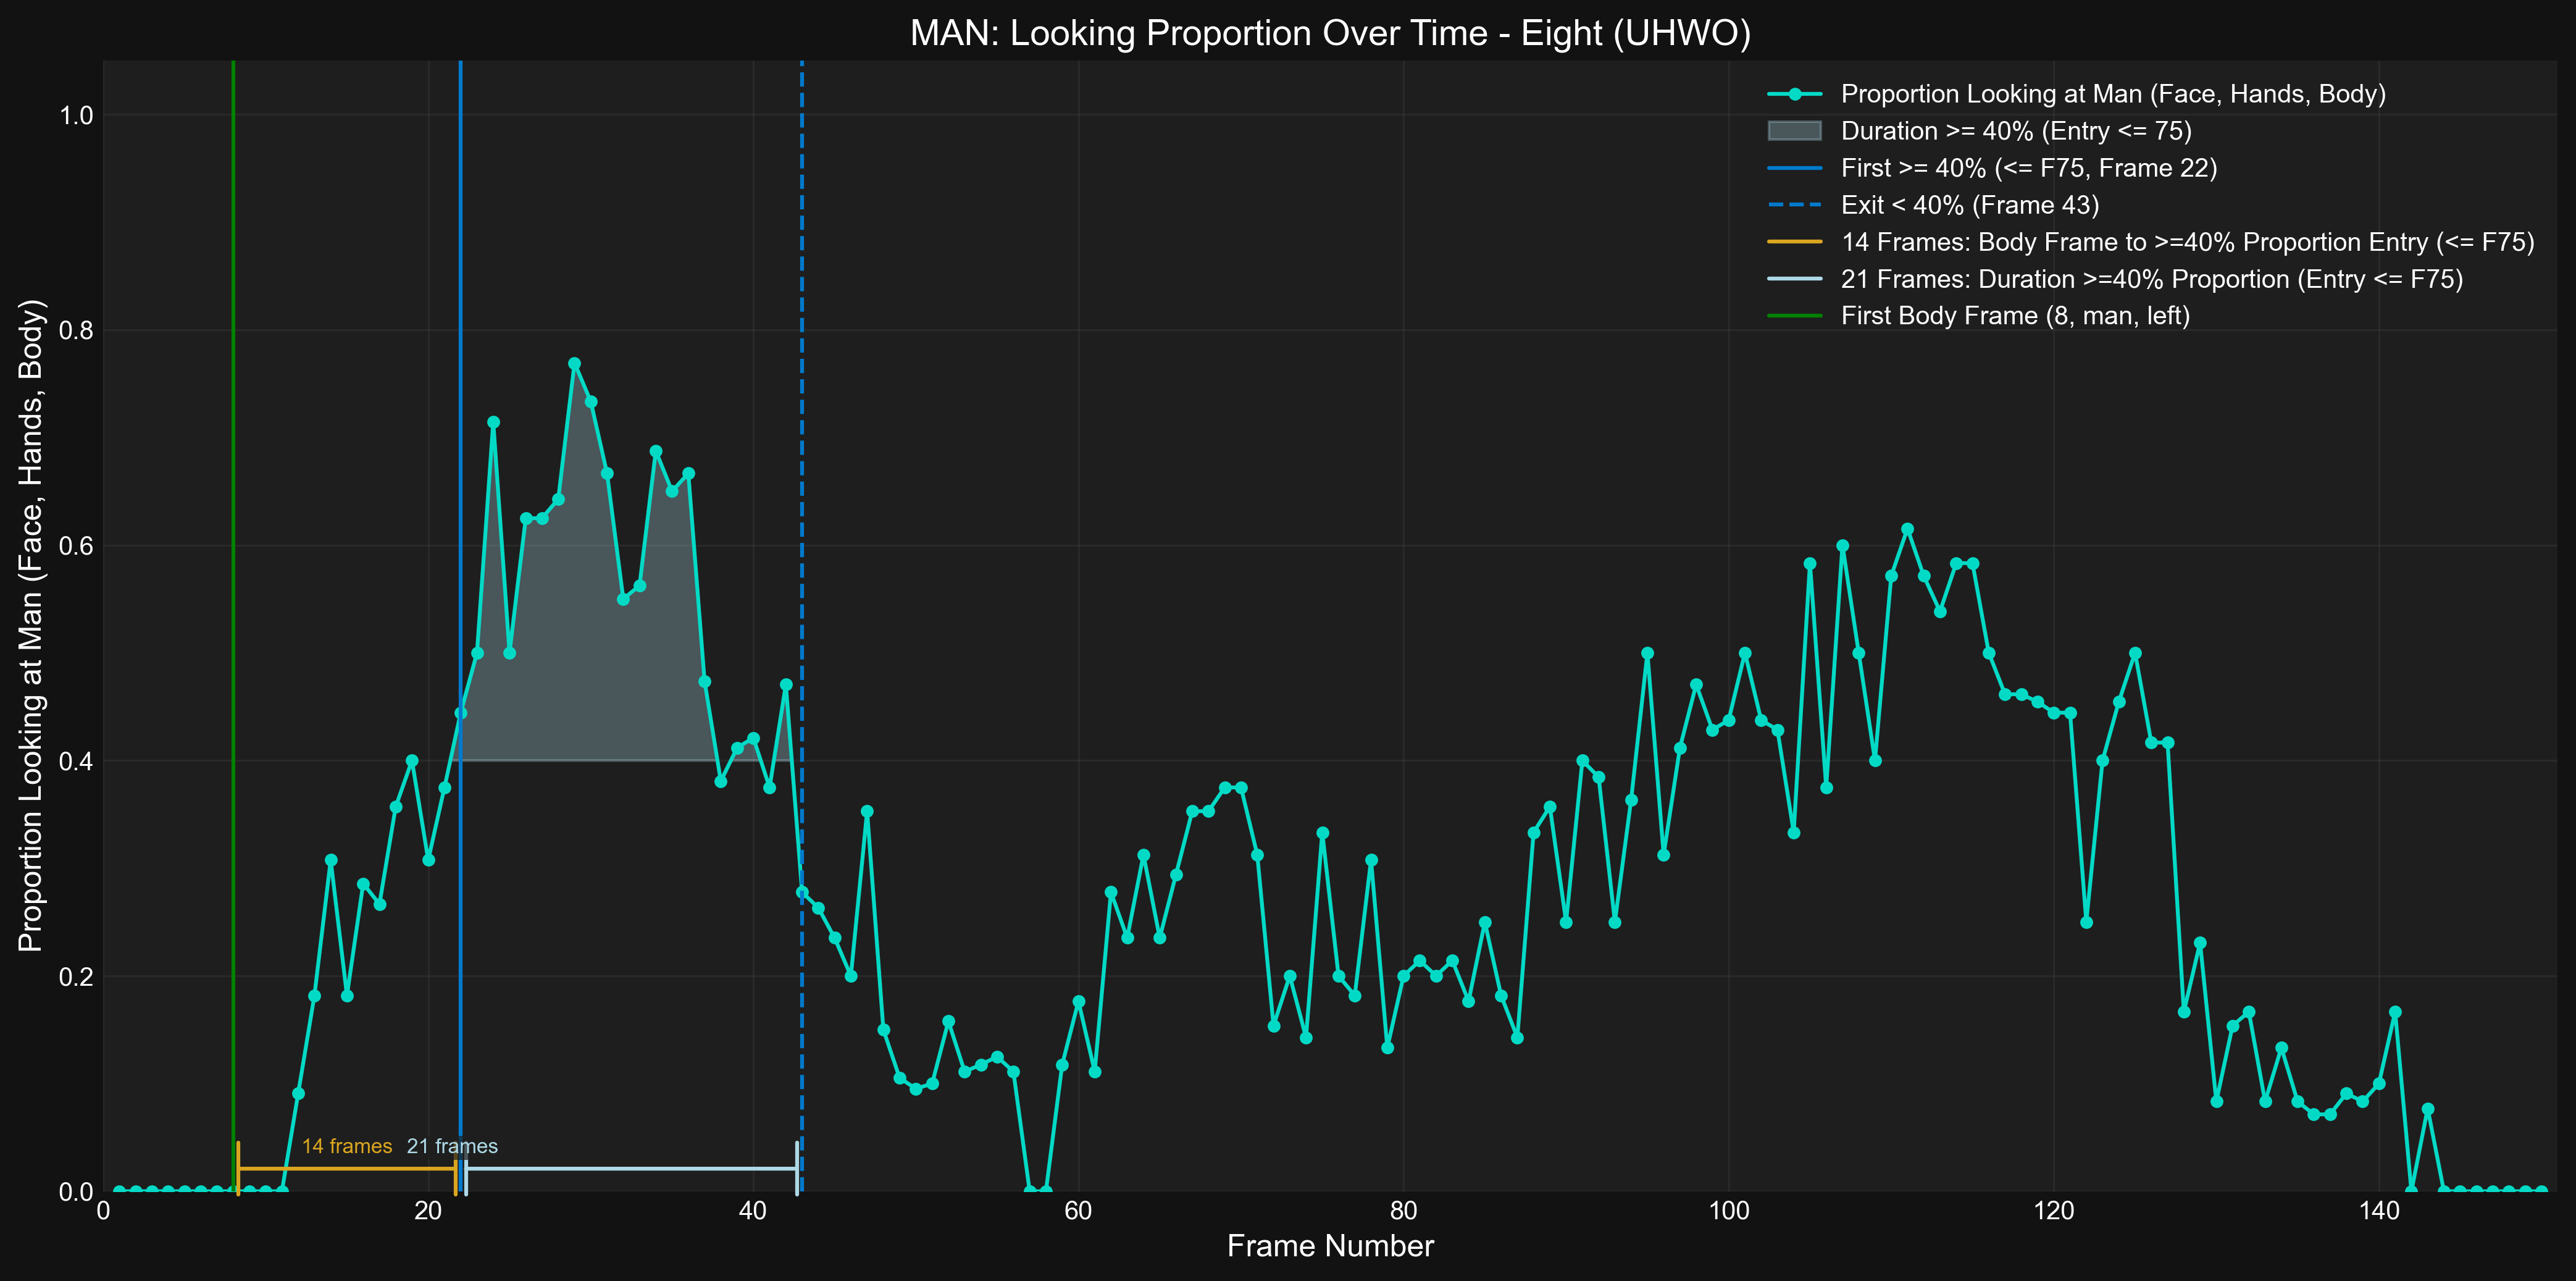 MAN: Looking Proportion Over Time - Eight (UHWO)
Proportion Looking at Man (Face, Hands, Body)
Duration >= 40% (Entry <= 75)
First >= 40% (<= F75, Frame 22)
Exit < 40% (Frame 43)
14 Frames: Body Frame to >=40% Proportion Entry (<= F75)
21 Frames: Duration >=40% Proportion (Entry <= F75)
First Body Frame (8, man, left)
Proportion Looking at Man (Face, Hands, Body)
1.0
0.8
0.6
0.4
0.2
0.0
14 frames
21 frames
0 20 40 60 80 100 120 140
Frame Number